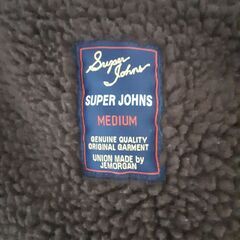 Super
Johns
SUPER JOHNS
MEDIUM
GENUINE QUALITY
ORIGINAL GARMENT
UNION MADE by
JEMORGAN